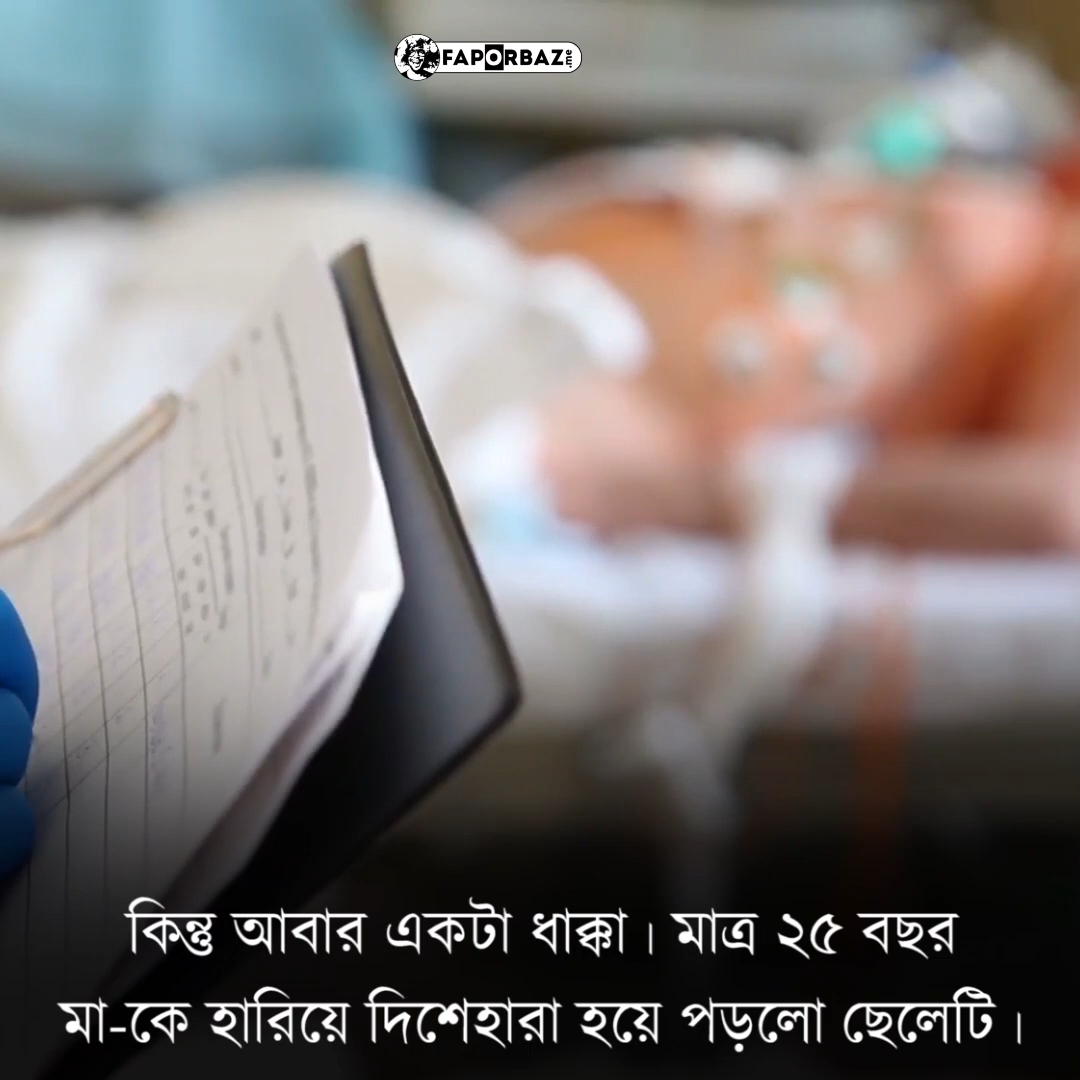 FAPORBAZ.me
কিন্তু আবার একটা ধাক্কা। মাত্র ২৫ বছর
মা-কে হারিয়ে দিশেহারা হয়ে পড়লো ছেলেটি।